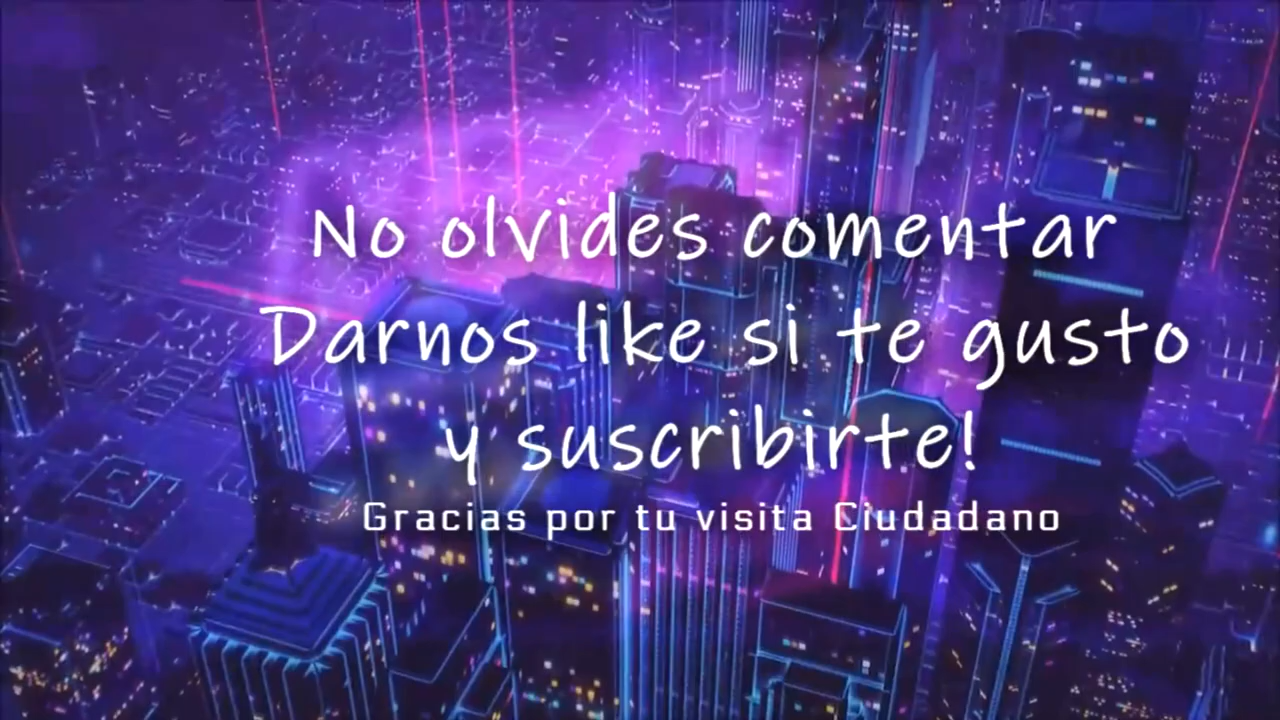 No olvides comentar
Darnos like si te gusto
y suscribirte!
Gracias por tu visita Ciudadano